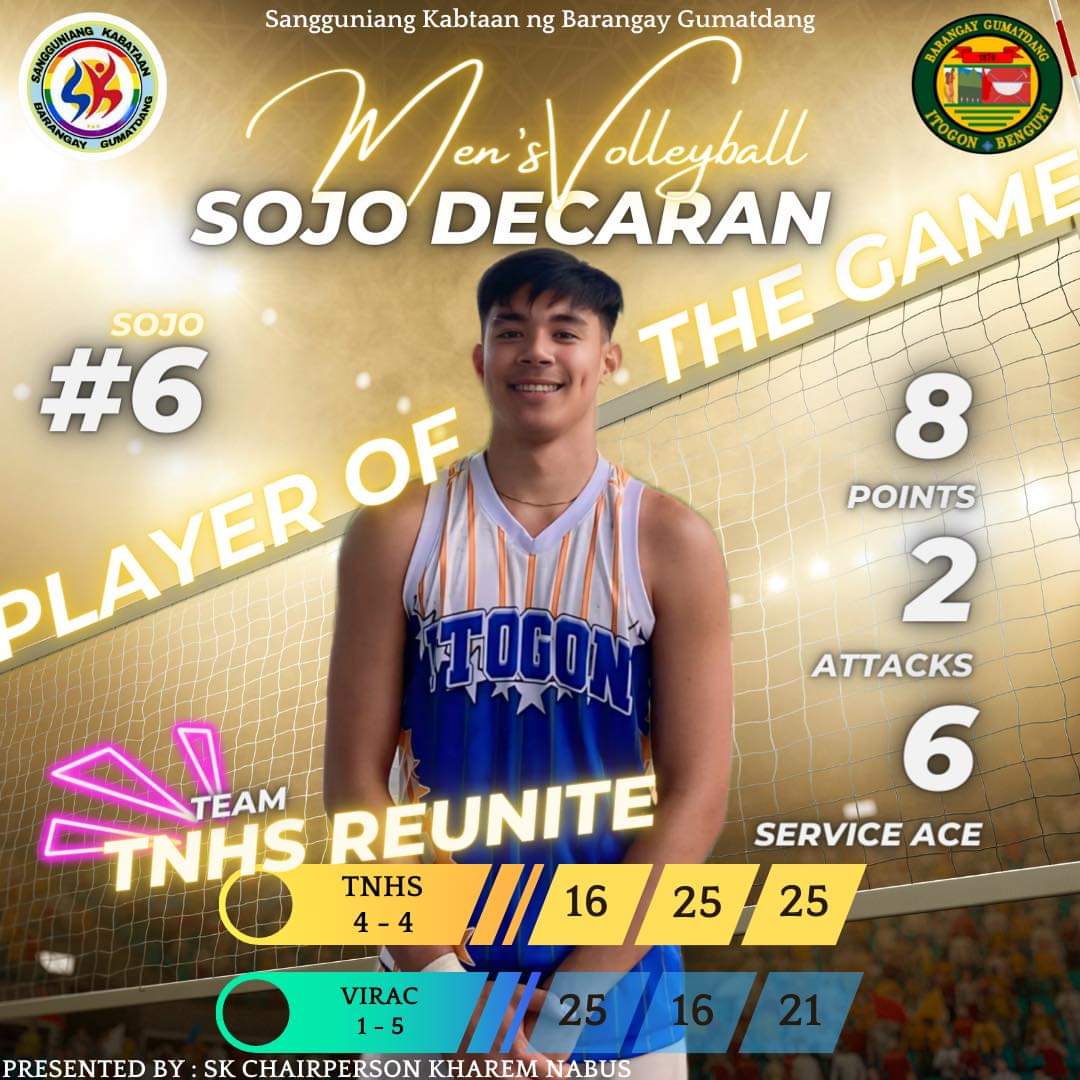 Sangguniang Kabtaan ng Barangay Gumatdang
SANGGUNIANG KABATAAN
BARANGAY GUMATDANG
BARANGAY GUMATDANG
ITOGON BENGUET
Men'sVolleyball
SOJO DECARAN
PLAYER OF THE GAME
SOJO
#6
8
POINTS
2
ATTACKS
6
SERVICE ACE
ITOGON
TEAM
TNHS REUNITE
TNHS 16 25 25
4 - 4
VIRAC 25 16 21
1 - 5
PRESENTED BY : SK CHAIRPERSON KHAREM NABUS